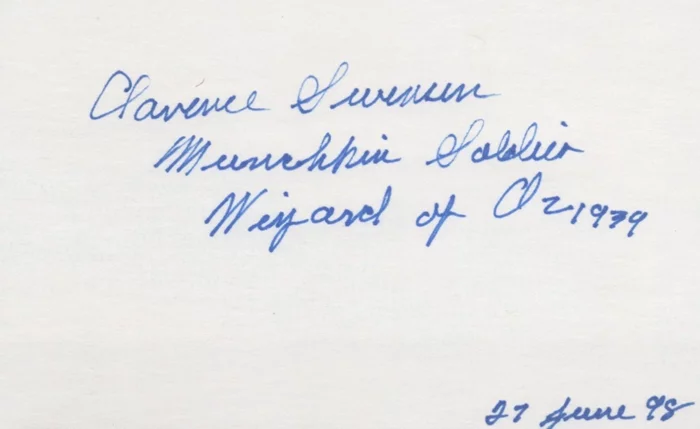 Clarence Swensen
Munchkin Soldier
Wizard of Oz 1939
27 June 98